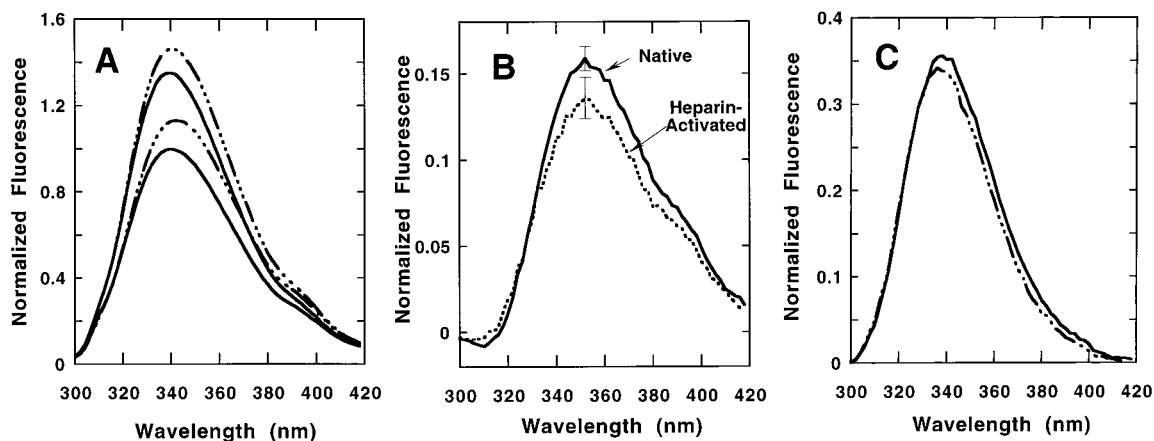 A
Normalized Fluorescence
1.6
1.2
0.8
0.4
0
300 320 340 360 380 400 420
Wavelength (nm)
B
Normalized Fluorescence
0.15
0.10
0.05
0
Native
Heparin-
Activated
300 320 340 360 380 400 420
Wavelength (nm)
C
Normalized Fluorescence
0.4
0.3
0.2
0.1
0
300 320 340 360 380 400 420
Wavelength (nm)